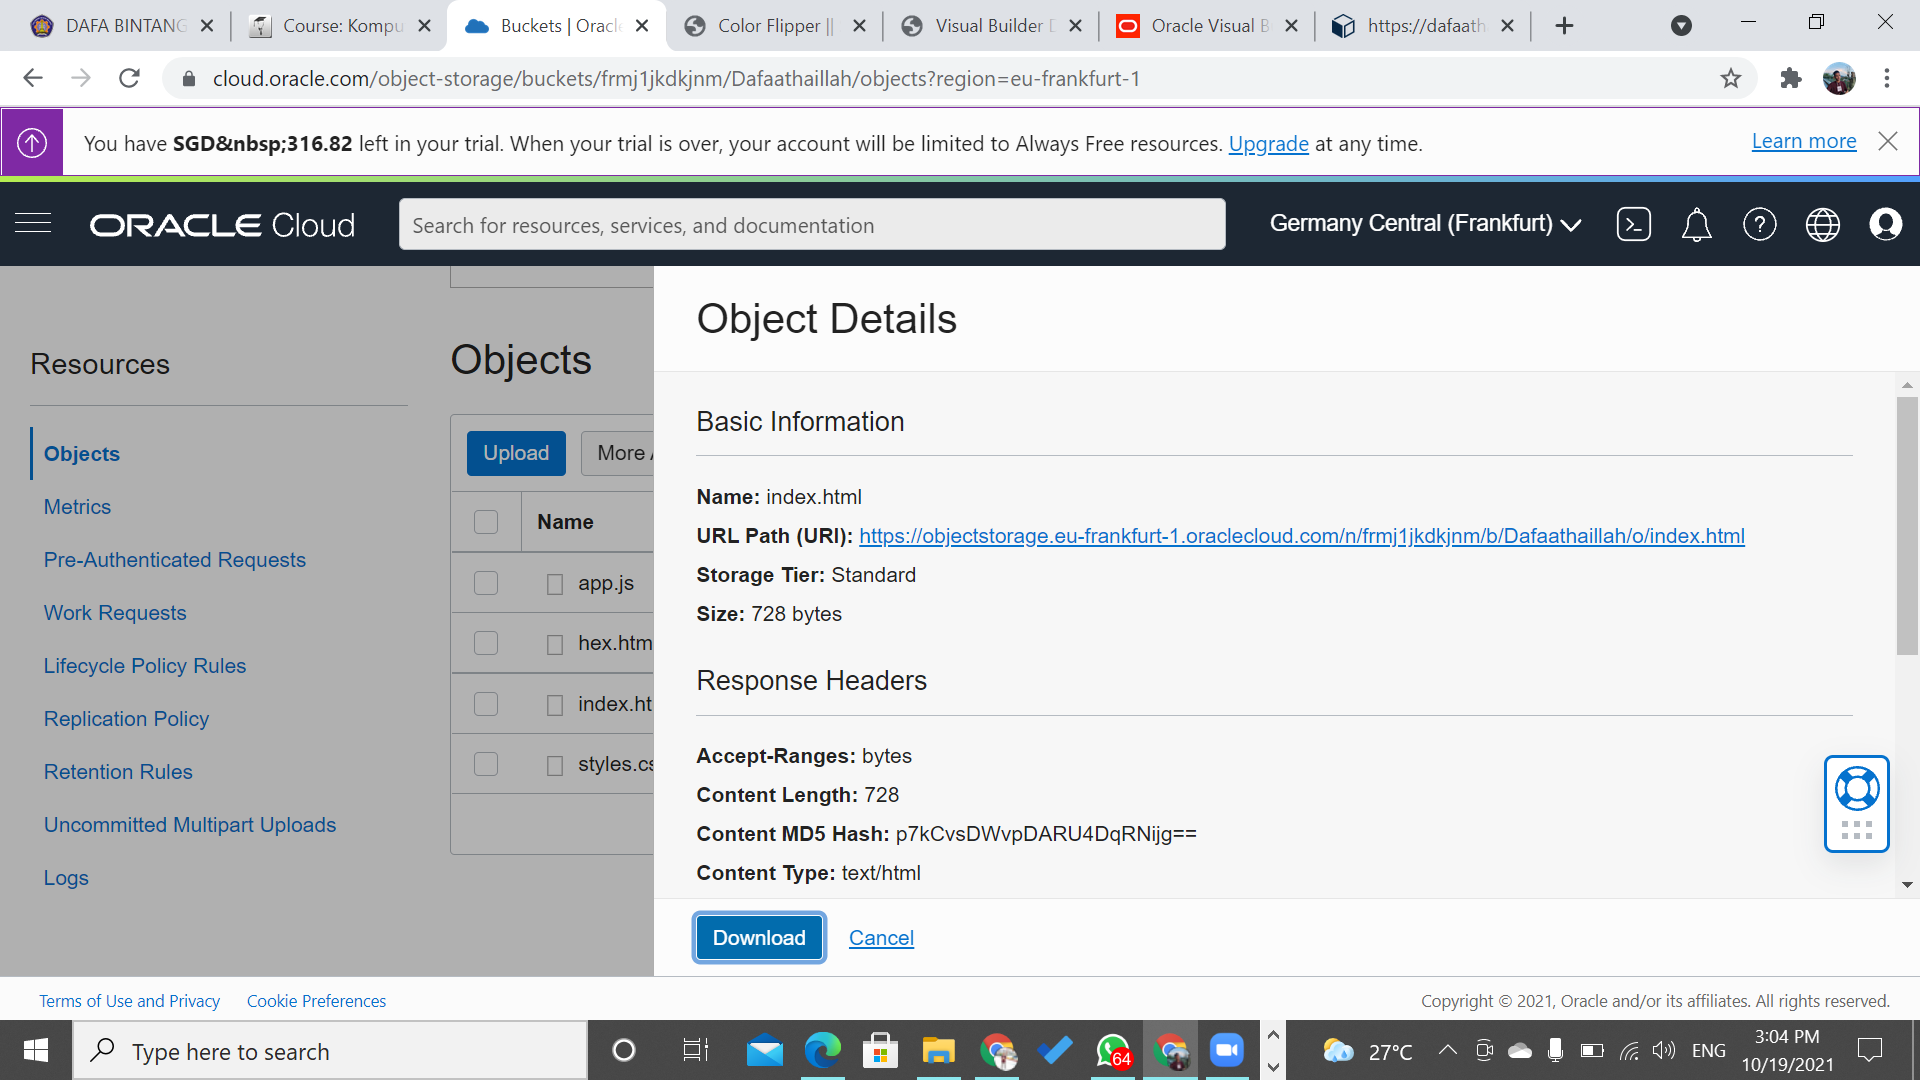 DAFA BINTANG
Course: Kompu
Buckets | Oracle
Color Flipper ||
Visual Builder D
Oracle Visual B
https://dafaath
cloud.oracle.com/object-storage/buckets/frmj1jkdkjnm/Dafaathaillah/objects?region=eu-frankfurt-1
You have SGD&nbsp;316.82 left in your trial. When your trial is over, your account will be limited to Always Free resources. Upgrade at any time.
Learn more
ORACLE Cloud
Search for resources, services, and documentation
Germany Central (Frankfurt)
Resources
Objects
Metrics
Pre-Authenticated Requests
Work Requests
Lifecycle Policy Rules
Replication Policy
Retention Rules
Uncommitted Multipart Uploads
Logs
Objects
Upload
More A
Name
app.js
hex.htm
index.ht
styles.cs
Object Details
Basic Information
Name: index.html
URL Path (URI): https://objectstorage.eu-frankfurt-1.oraclecloud.com/n/frmj1jkdkjnm/b/Dafaathaillah/o/index.html
Storage Tier: Standard
Size: 728 bytes
Response Headers
Accept-Ranges: bytes
Content Length: 728
Content MD5 Hash: p7kCvsDWvpDARU4DqRNijg==
Content Type: text/html
Download
Cancel
Terms of Use and Privacy
Cookie Preferences
Copyright © 2021, Oracle and/or its affiliates. All rights reserved.
Type here to search
64
27°C
ENG
3:04 PM
10/19/2021